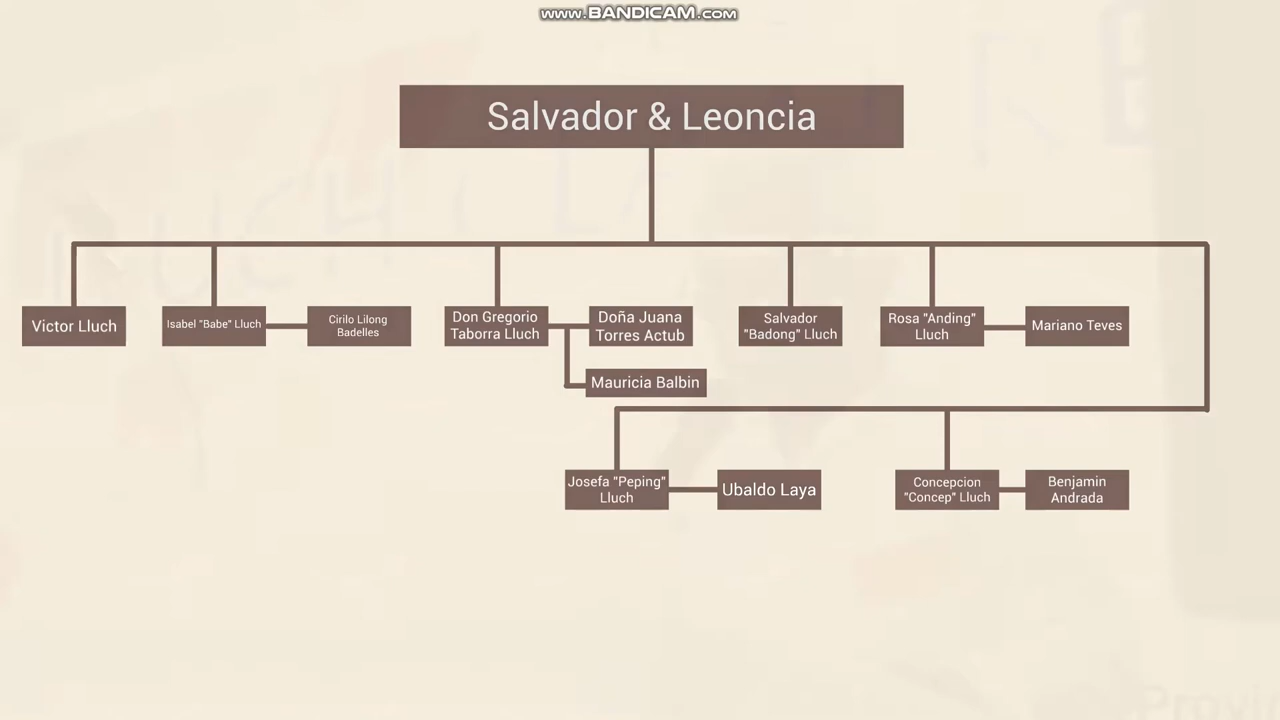 www.BANDICAM.com
Salvador & Leoncia
Victor Lluch
Isabel "Babe" Lluch
Cirilo Lilong
Badelles
Don Gregorio
Taborra Lluch
Doña Juana
Torres Actub
Mauricia Balbin
Salvador
"Badong" Lluch
Rosa "Anding"
Lluch
Mariano Teves
Josefa "Peping"
Lluch
Ubaldo Laya
Concepcion
"Concep" Lluch
Benjamin
Andrada